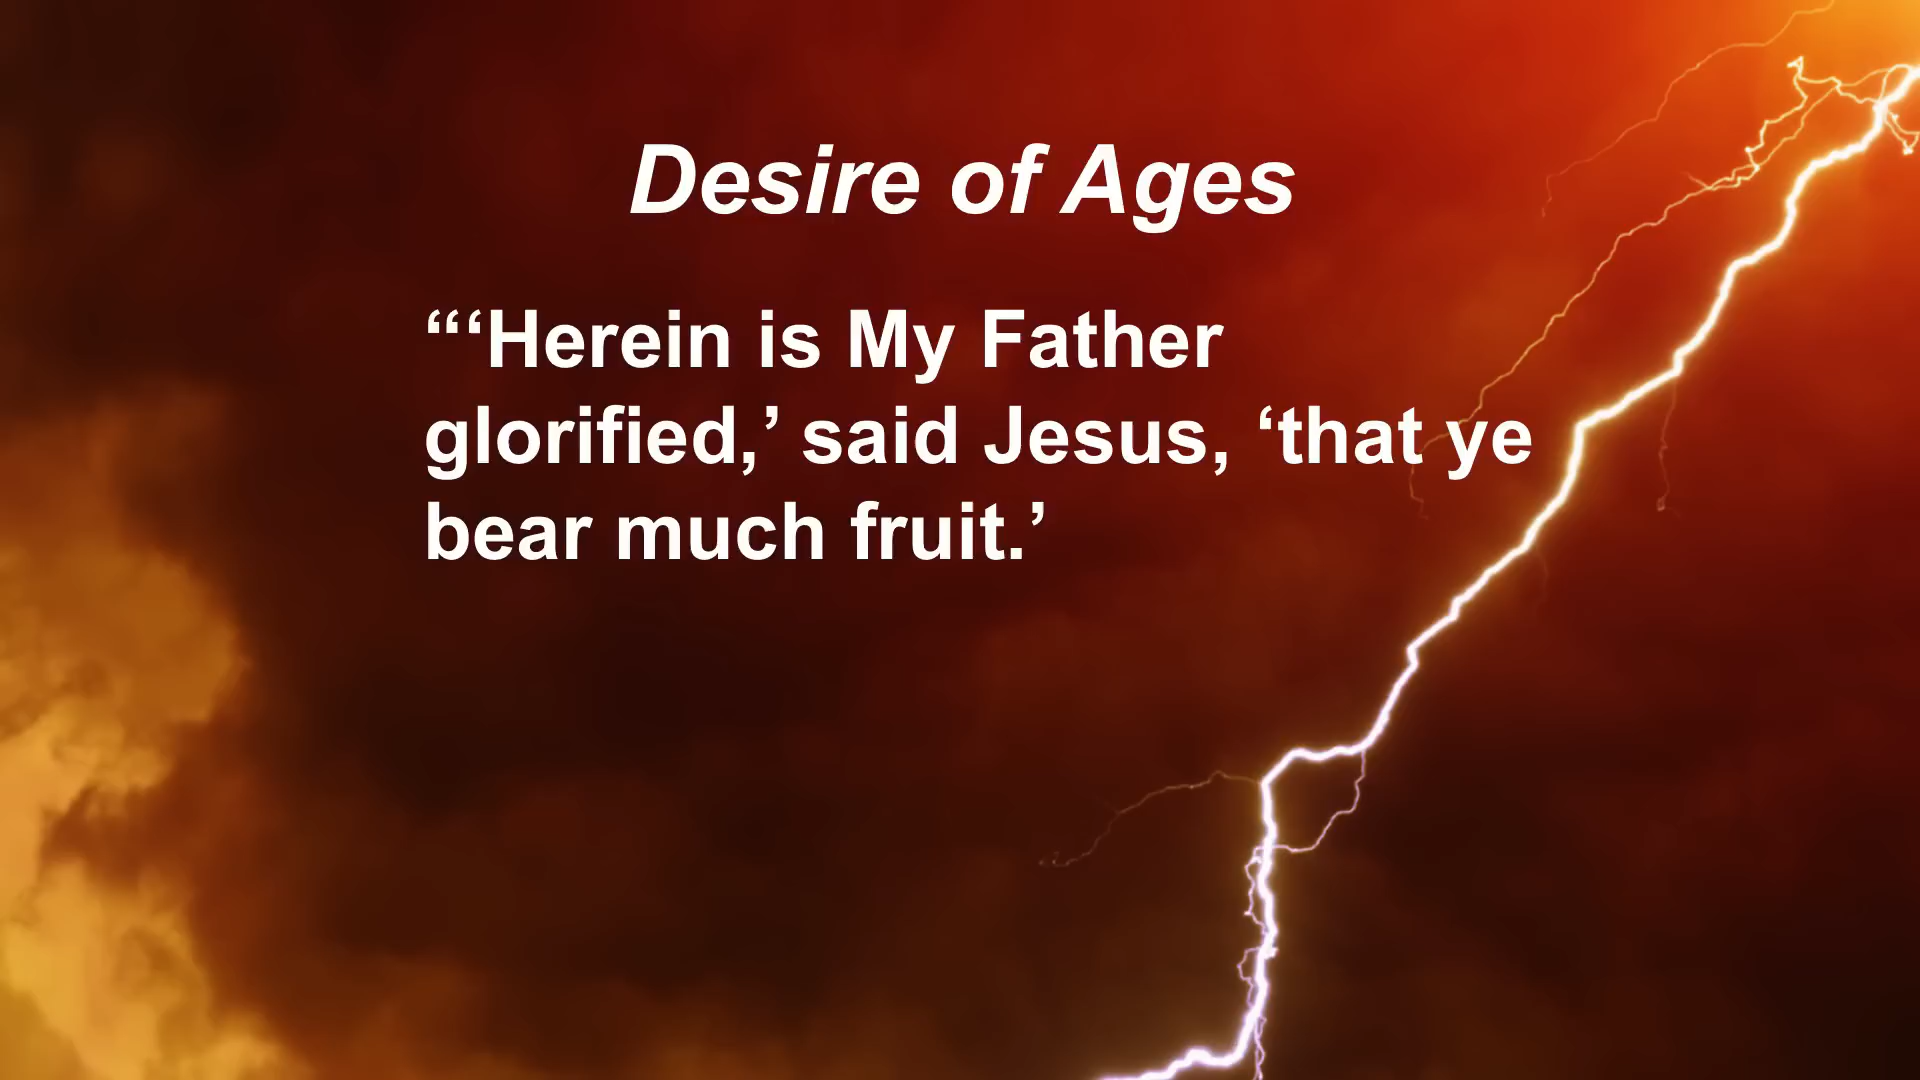 Desire of Ages
“‘Herein is My Father
glorified,’ said Jesus, ‘that ye
bear much fruit.’